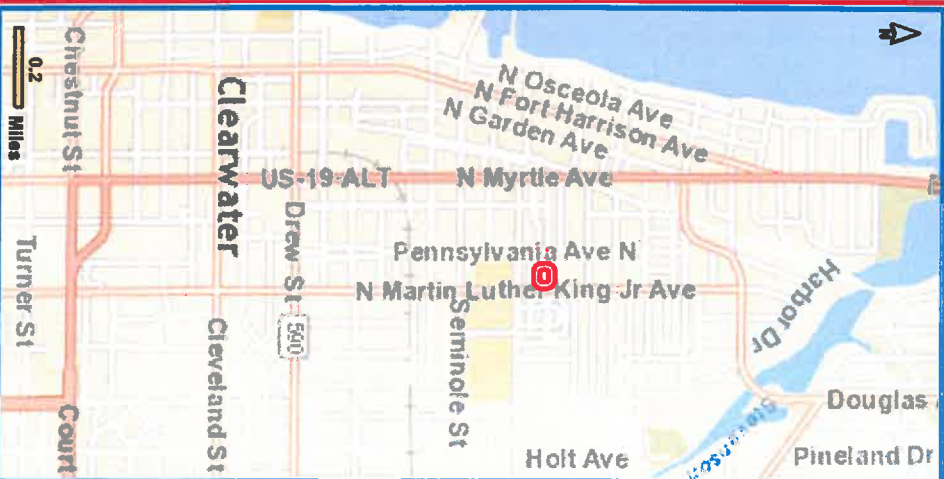 N
N Osceola Ave
N Fort Harrison Ave
N Garden Ave
US-19-ALT
N Myrtle Ave
Pennsylvania Ave N
N Martin Luther King Jr Ave
Chestnut St
0.2
Miles
Clearwater
Drew St
590
Turner St
Cleveland St
Seminole St
Court
Harbor Dr
Douglas
Holt Ave
Pineland Dr